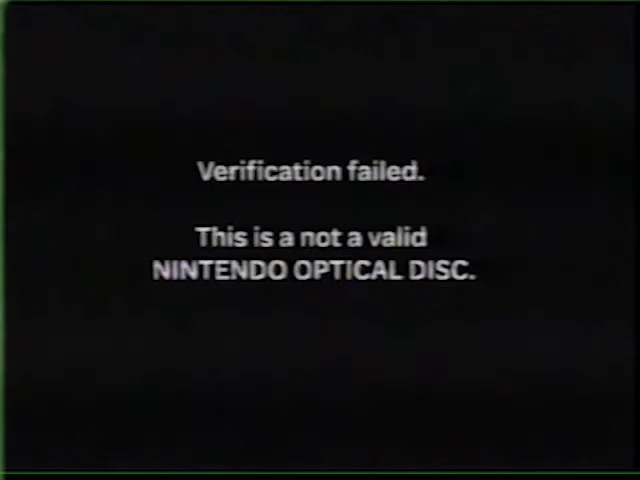 Verification failed.
This is a not a valid
NINTENDO OPTICAL DISC.